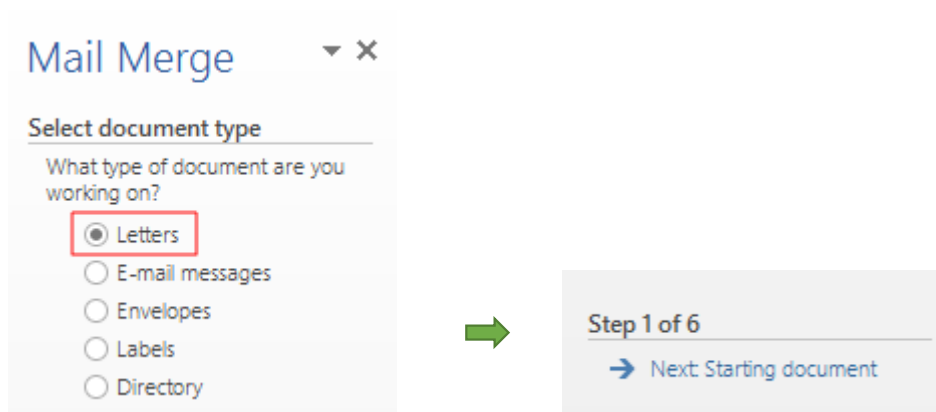 Mail Merge
Select document type
What type of document are you
working on?
Letters
E-mail messages
Envelopes
Labels
Directory
Step 1 of 6
Next: Starting document